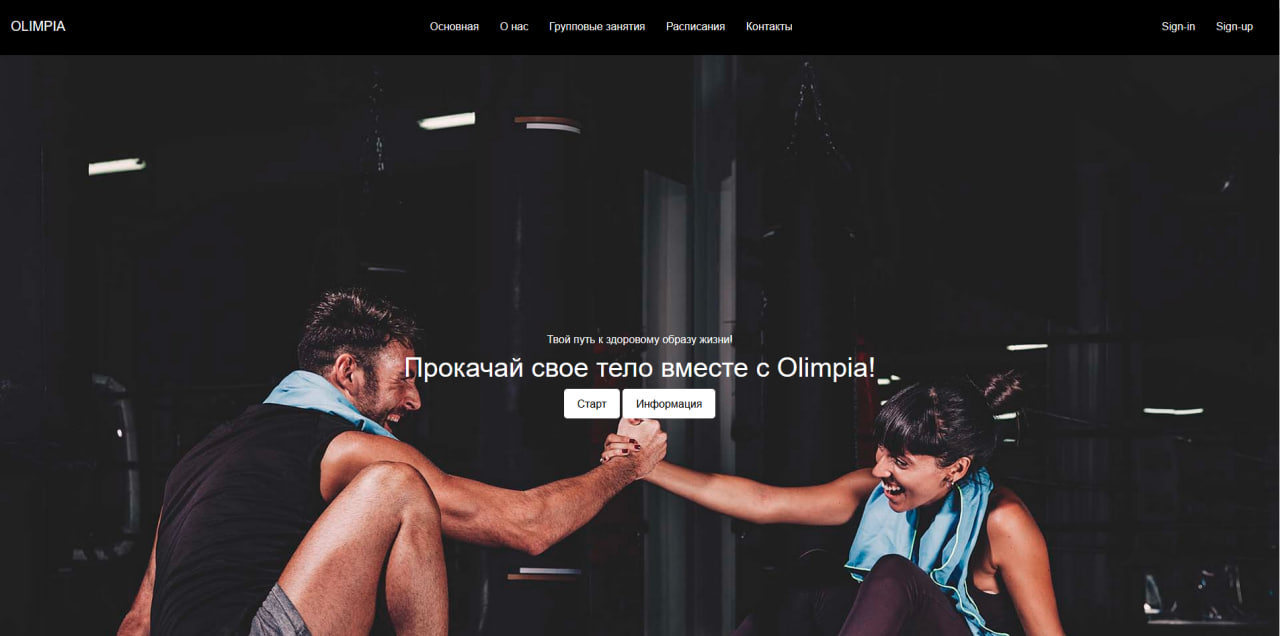 OLIMPIA
Основная О нас Групповые занятия Расписания Контакты
Sign-in Sign-up
Твой путь к здоровому образу жизни!
Прокачай свое тело вместе с Olimpia!
Старт Информация